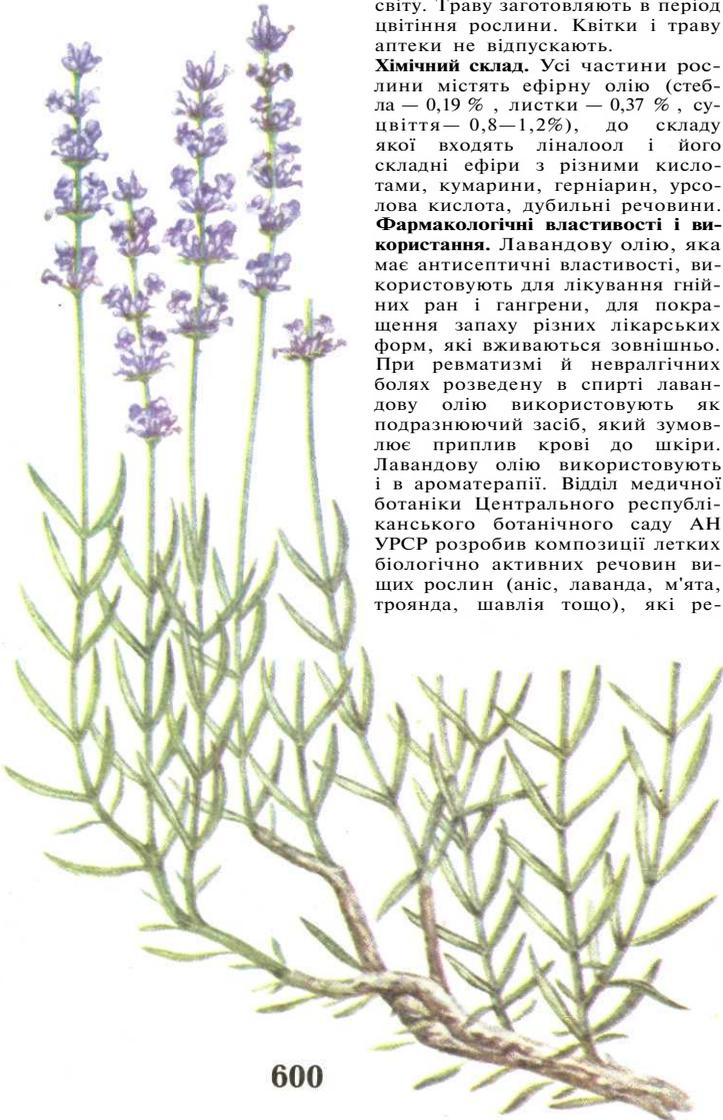 світу. Траву заготовляють в період
цвітіння рослини. Квітки і траву
аптеки не відпускають.
Хімічний склад. Усі частини рос-
лини містять ефірну олію (стеб-
ла — 0,19 % , листки — 0,37 % , су-
цвіття— 0,8—1,2%), до складу
якої входять ліналоол і його
складні ефіри з різними кисло-
тами, кумарини, герніарин, урсо-
лова кислота, дубильні речовини.
Фармакологічні властивості і ви-
користання. Лавандову олію, яка
має антисептичні властивості, ви-
користовують для лікування гній-
них ран і гангрени, для покра-
щення запаху різних лікарських
форм, які вживаються зовнішньо.
При ревматизмі й невралгічних
болях розведену в спирті лаван-
дову олію використовують як
подразнюючий засіб, який зумов-
лює приплив крові до шкіри.
Лавандову олію використовують
і в ароматерапії. Відділ медичної
ботаніки Центрального республі-
канського ботанічного саду АН
УРСР розробив композиції летких
біологічно активних речовин ви-
щих рослин (аніс, лаванда, м'ята,
троянда, шавлія тощо), які ре-
600